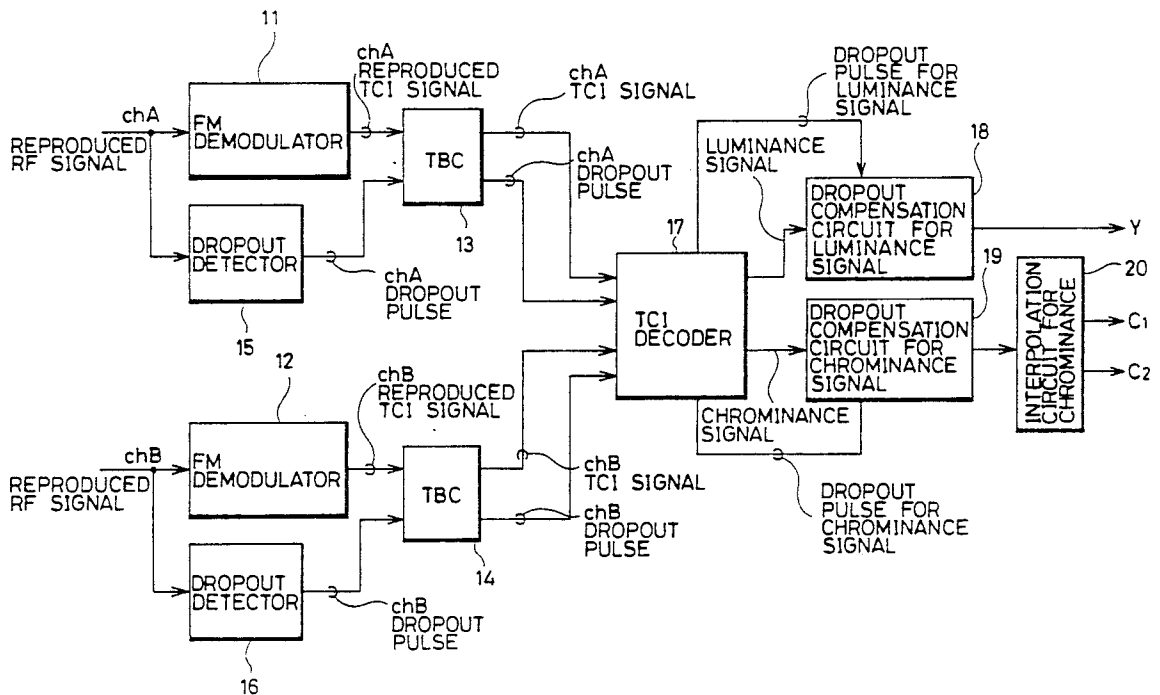 11
chA
REPRODUCED
TCI SIGNAL
chA
TCI SIGNAL
DROPOUT
PULSE FOR
LUMINANCE
SIGNAL
chA
REPRODUCED
RF SIGNAL
FM
DEMODULATOR
TBC
13
chA
DROPOUT
PULSE
LUMINANCE
SIGNAL
18
DROPOUT
COMPENSATION
CIRCUIT FOR
LUMINANCE
SIGNAL
Y
DROPOUT
DETECTOR
15
chA
DROPOUT
PULSE
17
TCI
DECODER
19
DROPOUT
COMPENSATION
CIRCUIT FOR
CHROMINANCE
SIGNAL
20
INTERPOLATION
CIRCUIT FOR
CHROMINANCE
C1
C2
12
chB
REPRODUCED
TCI SIGNAL
CHROMINANCE
SIGNAL
chB
REPRODUCED
RF SIGNAL
FM
DEMODULATOR
TBC
14
chB
TCI SIGNAL
chB
DROPOUT
PULSE
DROPOUT
PULSE FOR
CHROMINANCE
SIGNAL
DROPOUT
DETECTOR
16
chB
DROPOUT
PULSE